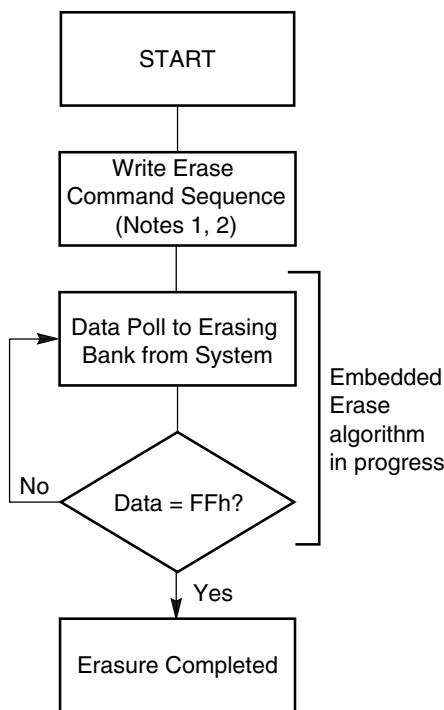 START
Write Erase
Command Sequence
(Notes 1, 2)
Data Poll to Erasing
Bank from System
Embedded
Erase
algorithm
in progress
No
Data = FFh?
Yes
Erasure Completed